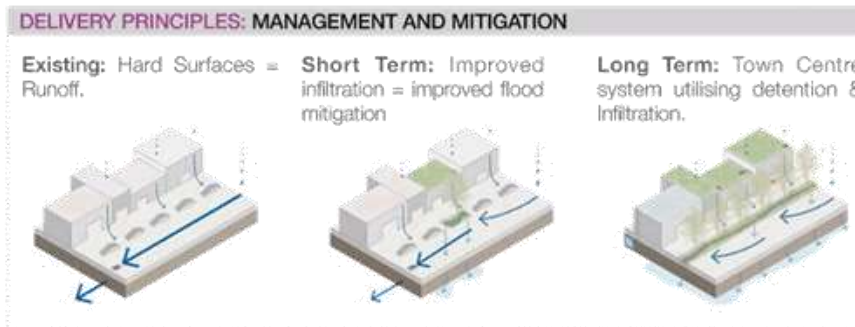 DELIVERY PRINCIPLES: MANAGEMENT AND MITIGATION
Existing: Hard Surfaces =
Runoff.
Short Term: Improved
infiltration = improved flood
mitigation
Long Term: Town Centre
system utilising detention &
Infiltration.